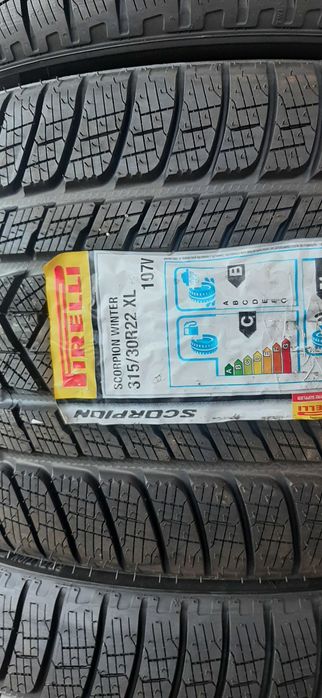 PIRELLI
SCORPION WINTER
315/30R22 XL
107V
B
A B C D E
C
A
B
C
D
E
G
SCORPION